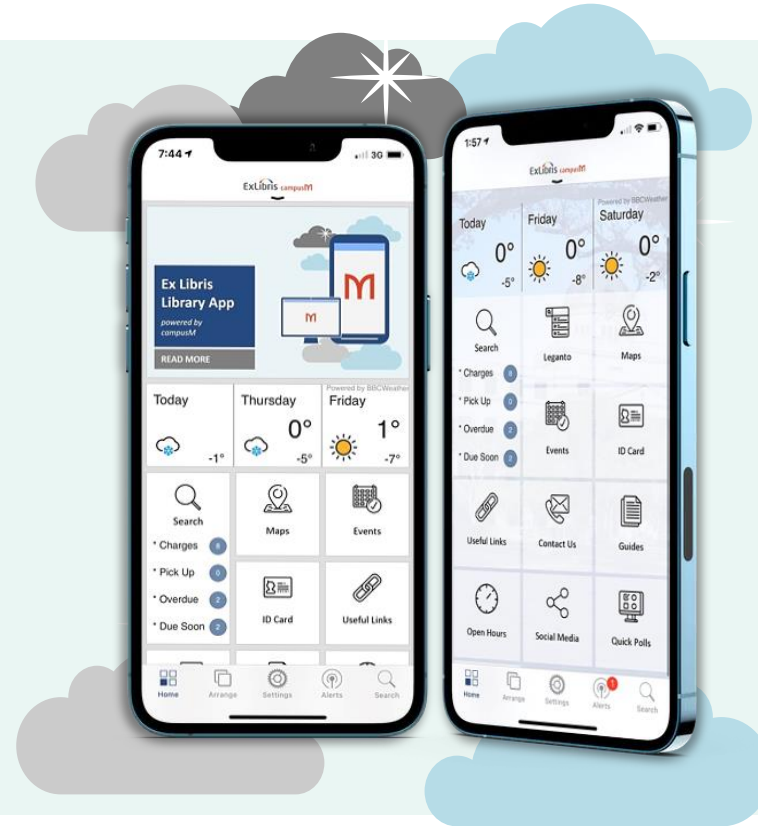 7:44
3G
ExLibris campusM
Ex Libris
Library App
powered by
campusM
READ MORE
M
M
Powered by BBCWeather
Today
Thursday
Friday
-1°
0°
-5°
1°
-7°
Search
* Charges 8
* Pick Up 0
* Overdue 2
* Due Soon 2
Maps
Events
ID Card
Useful Links
Home
Arrange
Settings
Alerts
Search
1:57
ExLibris campusM
Powered by BBCWeather
Today
Friday
Saturday
0°
-5°
0°
-8°
0°
-2°
Search
* Charges 8
* Pick Up 0
* Overdue 2
* Due Soon 2
Leganto
Maps
Events
ID Card
Useful Links
Contact Us
Guides
Open Hours
Social Media
Quick Polls
Home
Arrange
Settings
1
Alerts
Search